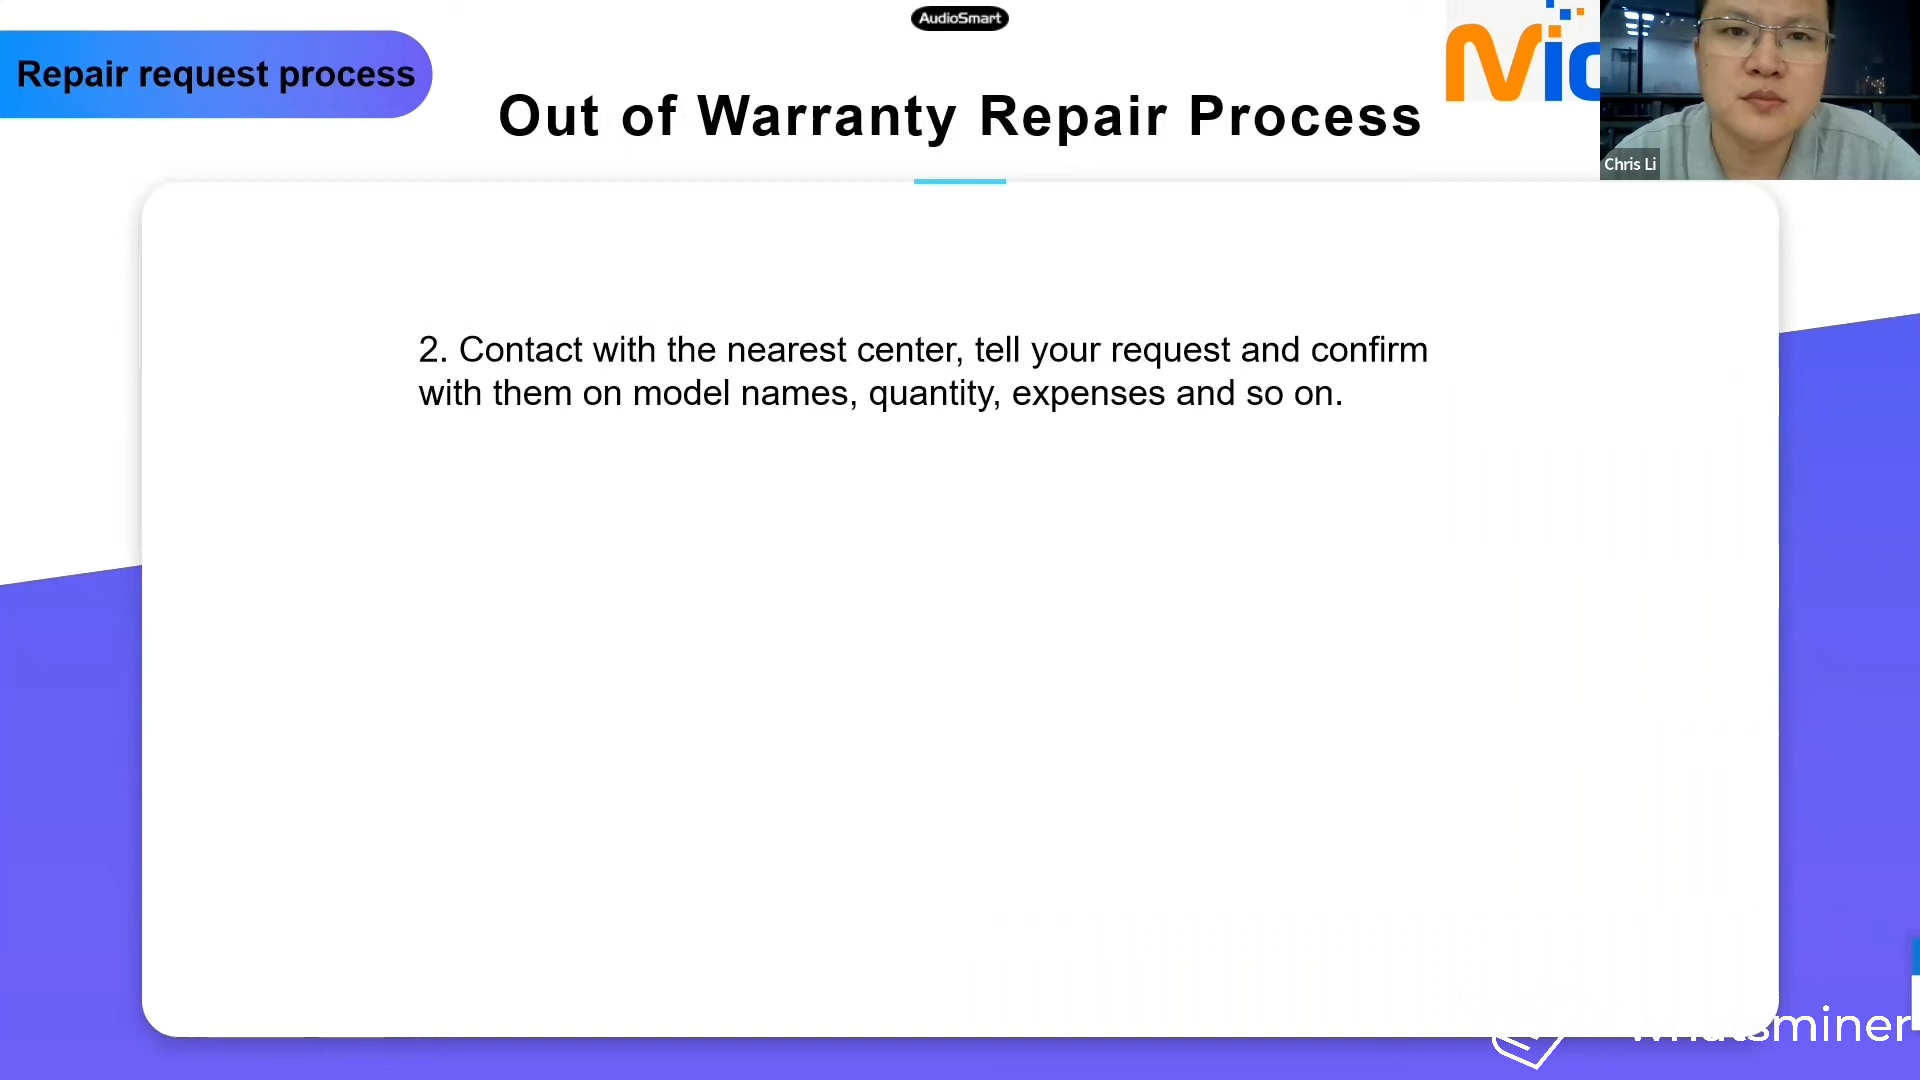 AudioSmart
Repair request process
Out of Warranty Repair Process
Chris Li
2. Contact with the nearest center, tell your request and confirm
with them on model names, quantity, expenses and so on.
whatsminer